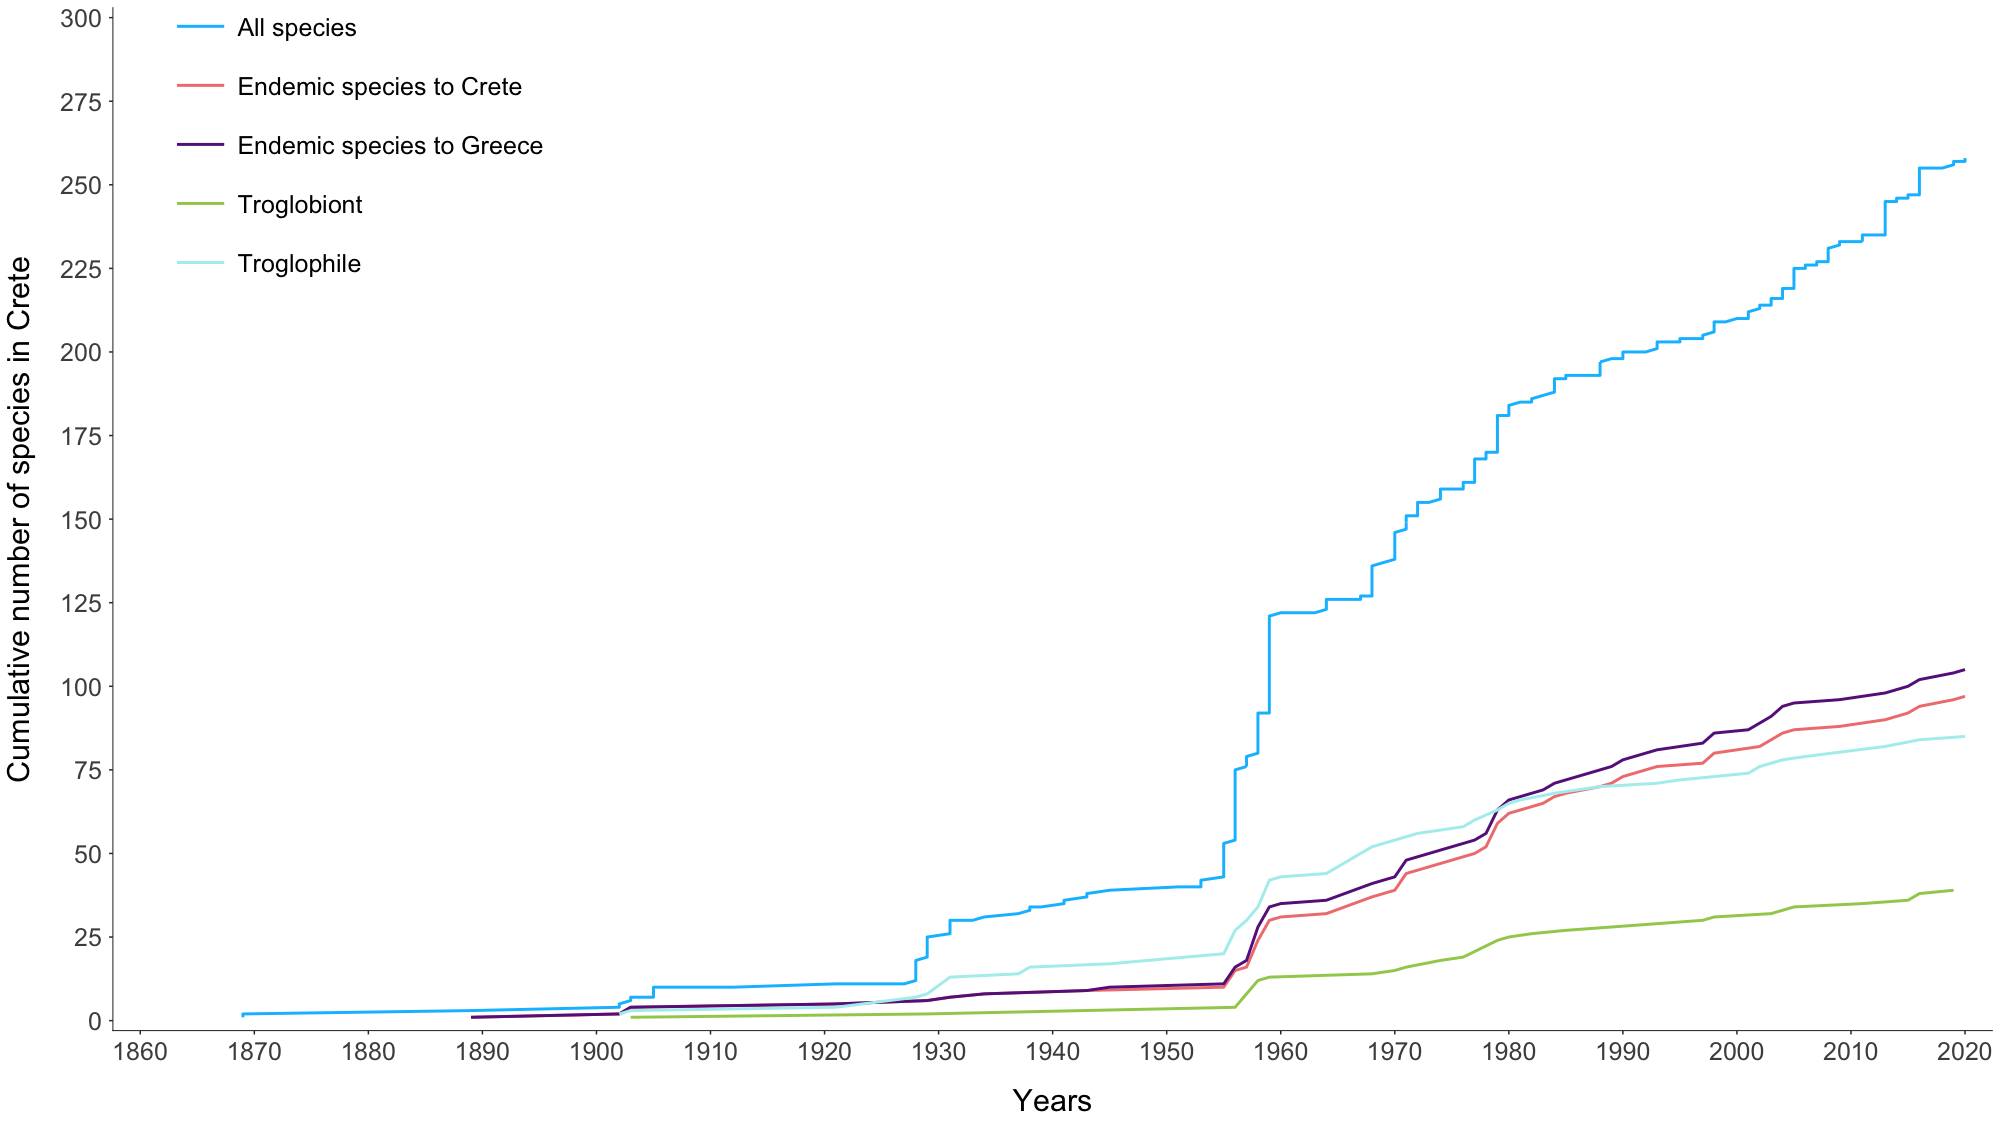 All species
Endemic species to Crete
Endemic species to Greece
Troglobiont
Troglophile
Cumulative number of species in Crete
300
275
250
225
200
175
150
125
100
75
50
25
0
1860 1870 1880 1890 1900 1910 1920 1930 1940 1950 1960 1970 1980 1990 2000 2010 2020
Years